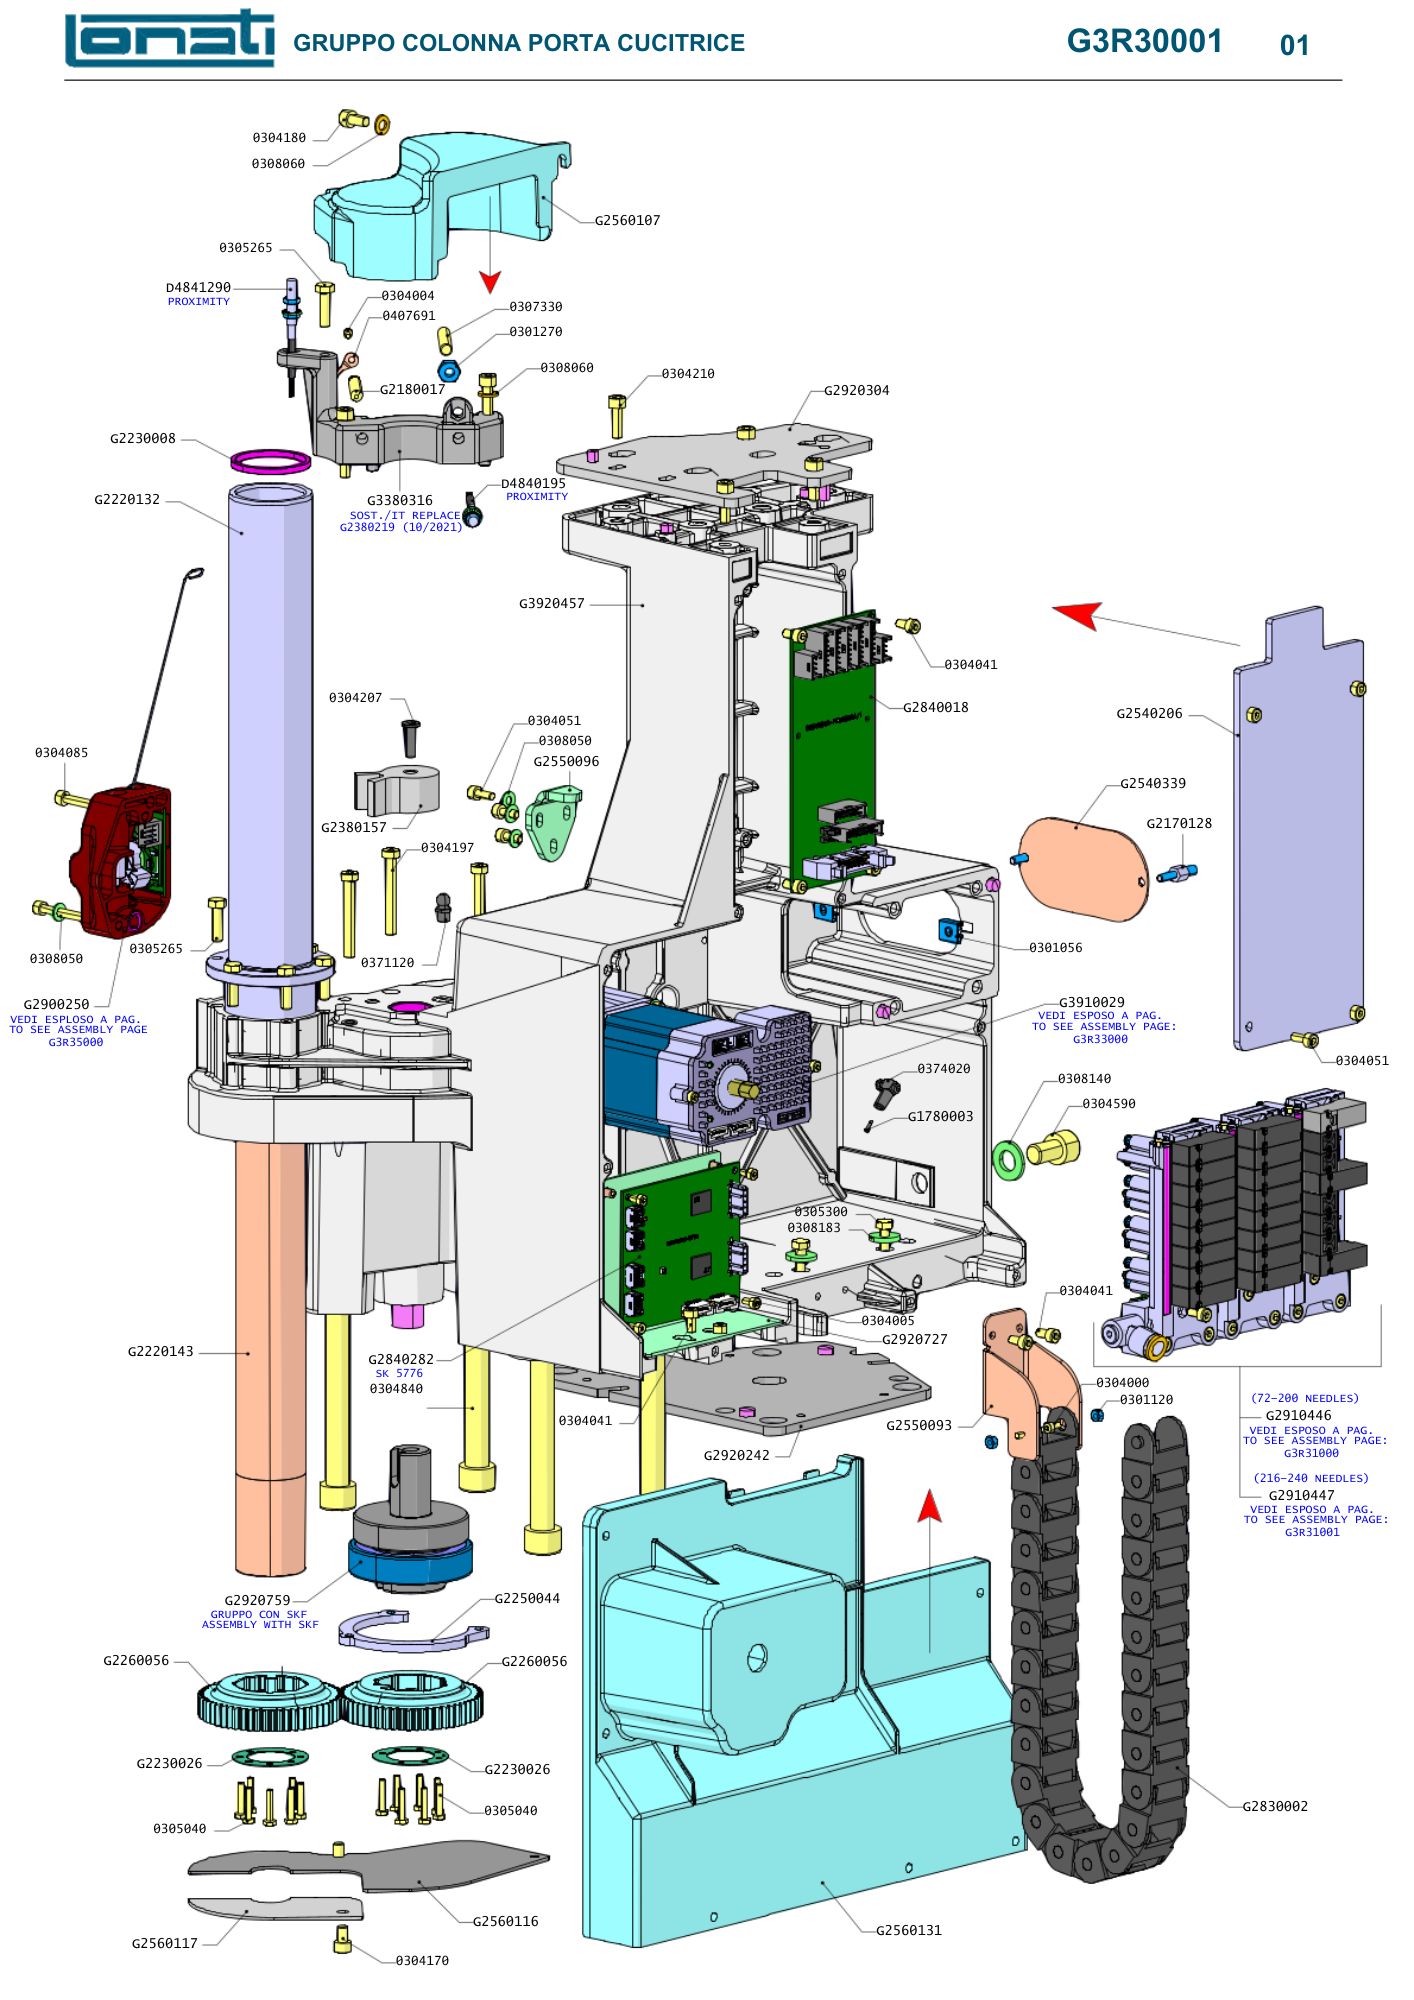 Lonati
GRUPPO COLONNA PORTA CUCITRICE
G3R30001 01
0304180
0308060
G2560107
0305265
D4841290
PROXIMITY
0304004
0407691
0307330
0301270
0308060
G2180017
0304210
G2920304
G2230008
G2220132
G3380316
SOST./IT REPLACE
G2380219 (10/2021)
D4840195
PROXIMITY
G3920457
0304041
G2840018
0304207
0304051
0308050
G2550096
G2540206
0304085
G2380157
0304197
G2540339
G2170128
0305265
0308050
0371120
0301056
G2900250
VEDI ESPLOSO A PAG.
TO SEE ASSEMBLY PAGE
G3R35000
G3910029
VEDI ESPOSO A PAG.
TO SEE ASSEMBLY PAGE:
G3R33000
0304051
0374020
0308140
0304590
G1780003
0305300
0308183
0304041
0304005
G2920727
G2220143
G2840282
SK 5776
0304840
0304041
G2920242
0304000
0301120
G2550093
(72-200 NEEDLES)
G2910446
VEDI ESPOSO A PAG.
TO SEE ASSEMBLY PAGE:
G3R31000
(216-240 NEEDLES)
G2910447
VEDI ESPOSO A PAG.
TO SEE ASSEMBLY PAGE:
G3R31001
G2920759
GRUPPO CON SKF
ASSEMBLY WITH SKF
G2250044
G2260056
G2260056
G2230026
G2230026
0305040
0305040
G2830002
G2560116
G2560117
0304170
G2560131